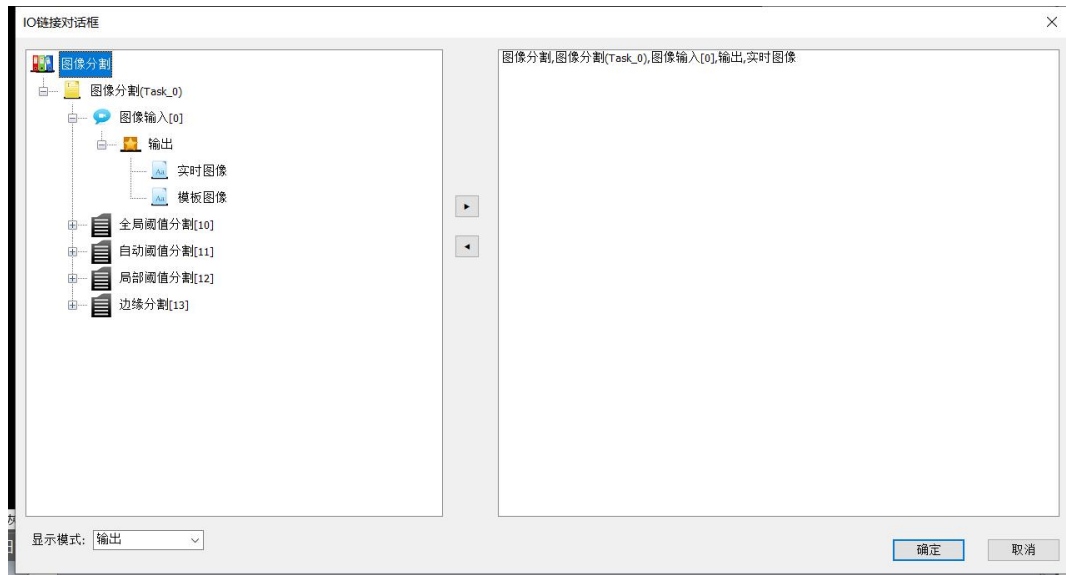 IO链接对话框
图像分割
图像分割(Task_0)
图像输入[0]
输出
实时图像
模板图像
全局阈值分割[10]
自动阈值分割[11]
局部阈值分割[12]
边缘分割[13]
图像分割,图像分割(Task_0),图像输入[0],输出,实时图像
显示模式: 输出
确定
取消